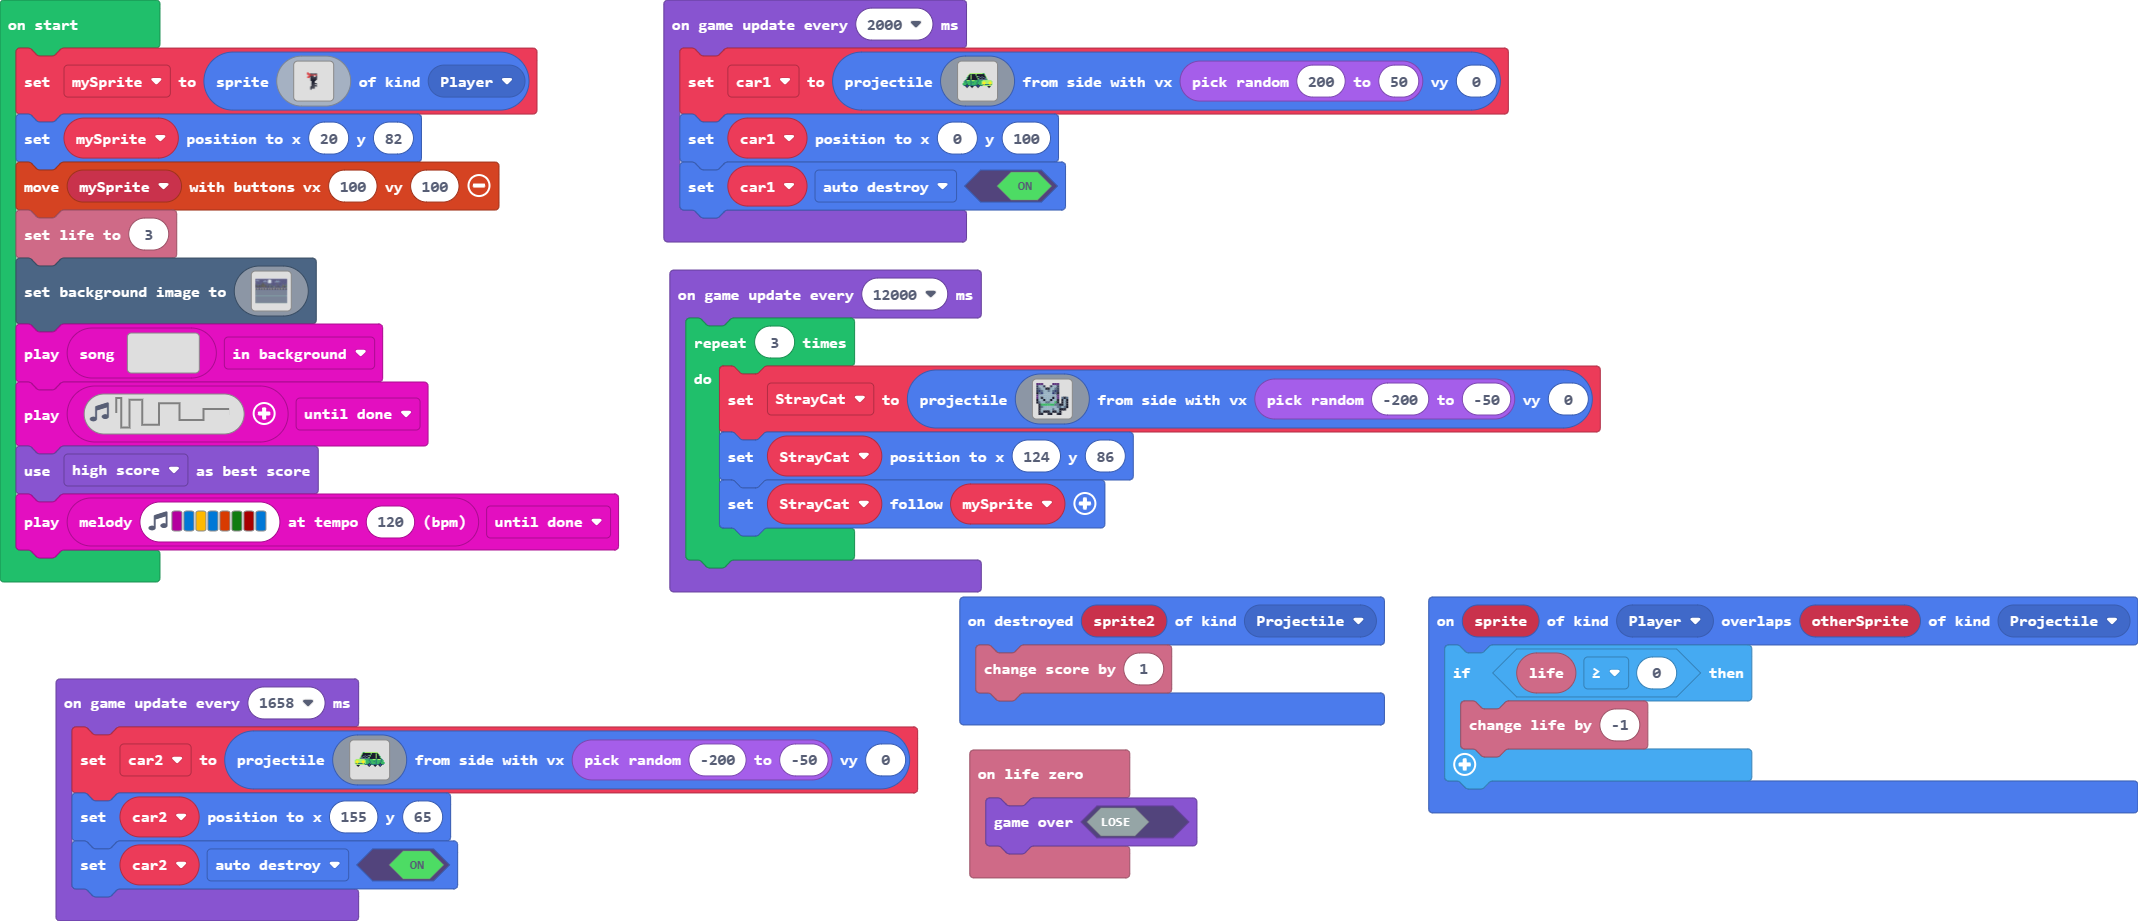 on start
set mySprite to sprite of kind Player
set mySprite position to x 20 y 82
move mySprite with buttons vx 100 vy 100
set life to 3
set background image to
play song in background
play until done
use high score as best score
play melody at tempo 120 (bpm) until done
on game update every 2000 ms
set car1 to projectile from side with vx pick random 200 to 50 vy 0
set car1 position to x 0 y 100
set car1 auto destroy ON
on game update every 12000 ms
repeat 3 times
do
set StrayCat to projectile from side with vx pick random -200 to -50 vy 0
set StrayCat position to x 124 y 86
set StrayCat follow mySprite
on game update every 1658 ms
set car2 to projectile from side with vx pick random -200 to -50 vy 0
set car2 position to x 155 y 65
set car2 auto destroy ON
on destroyed sprite2 of kind Projectile
change score by 1
on life zero
game over LOSE
on sprite of kind Player overlaps otherSprite of kind Projectile
if life ≥ 0 then
change life by -1